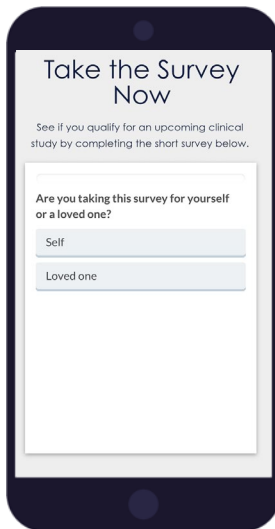 Take the Survey
Now
See if you qualify for an upcoming clinical
study by completing the short survey below.
Are you taking this survey for yourself
or a loved one?
Self
Loved one